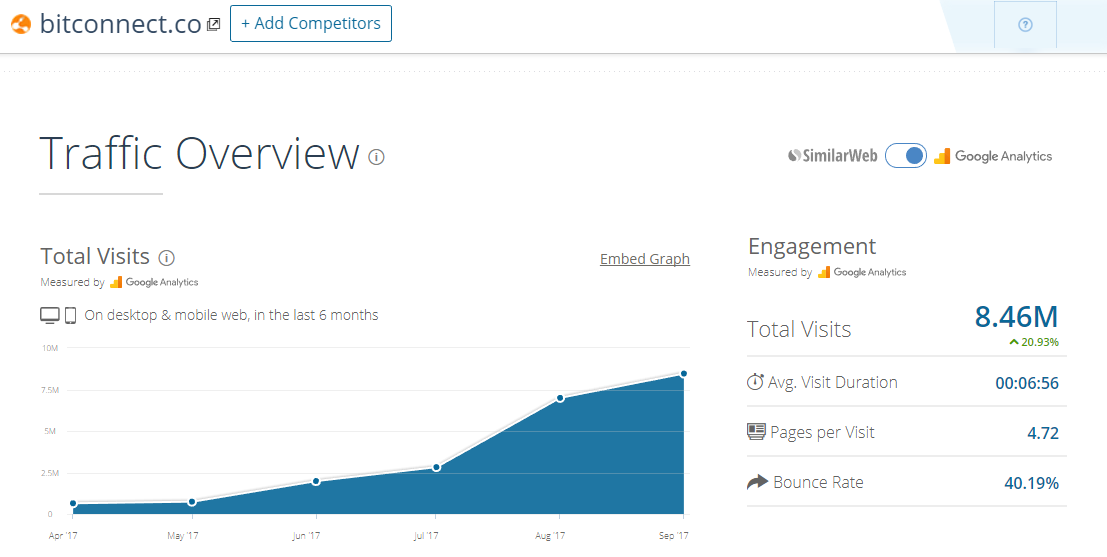 bitconnect.co + Add Competitors
?
Traffic Overview i
SimilarWeb Google Analytics
Total Visits i
Embed Graph
Measured by Google Analytics
On desktop & mobile web, in the last 6 months
10M
7.5M
5M
2.5M
0
Apr '17 May '17 Jun '17 Jul '17 Aug '17 Sep '17
Engagement
Measured by Google Analytics
Total Visits 8.46M
20.93%
Avg. Visit Duration 00:06:56
Pages per Visit 4.72
Bounce Rate 40.19%